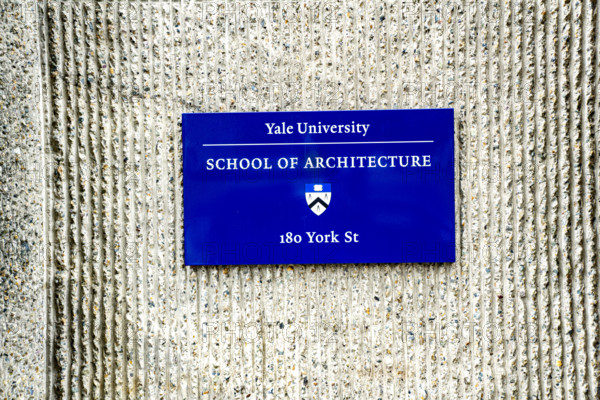 Yale University
SCHOOL OF ARCHITECTURE
180 York St